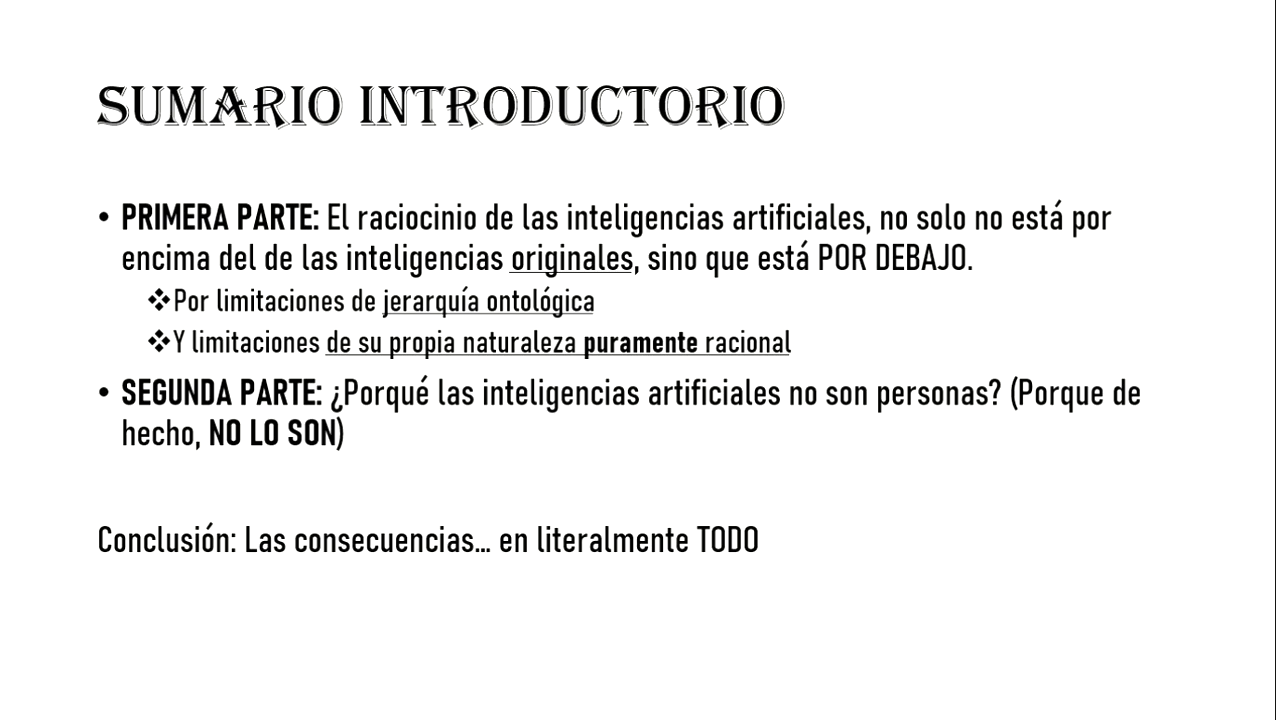 SUMARIO INTRODUCTORIO
• PRIMERA PARTE: El raciocinio de las inteligencias artificiales, no solo no está por
encima del de las inteligencias originales, sino que está POR DEBAJO.
❖Por limitaciones de jerarquía ontológica
❖Y limitaciones de su propia naturaleza puramente racional
• SEGUNDA PARTE: ¿Porqué las inteligencias artificiales no son personas? (Porque de
hecho, NO LO SON)
Conclusión: Las consecuencias... en literalmente TODO